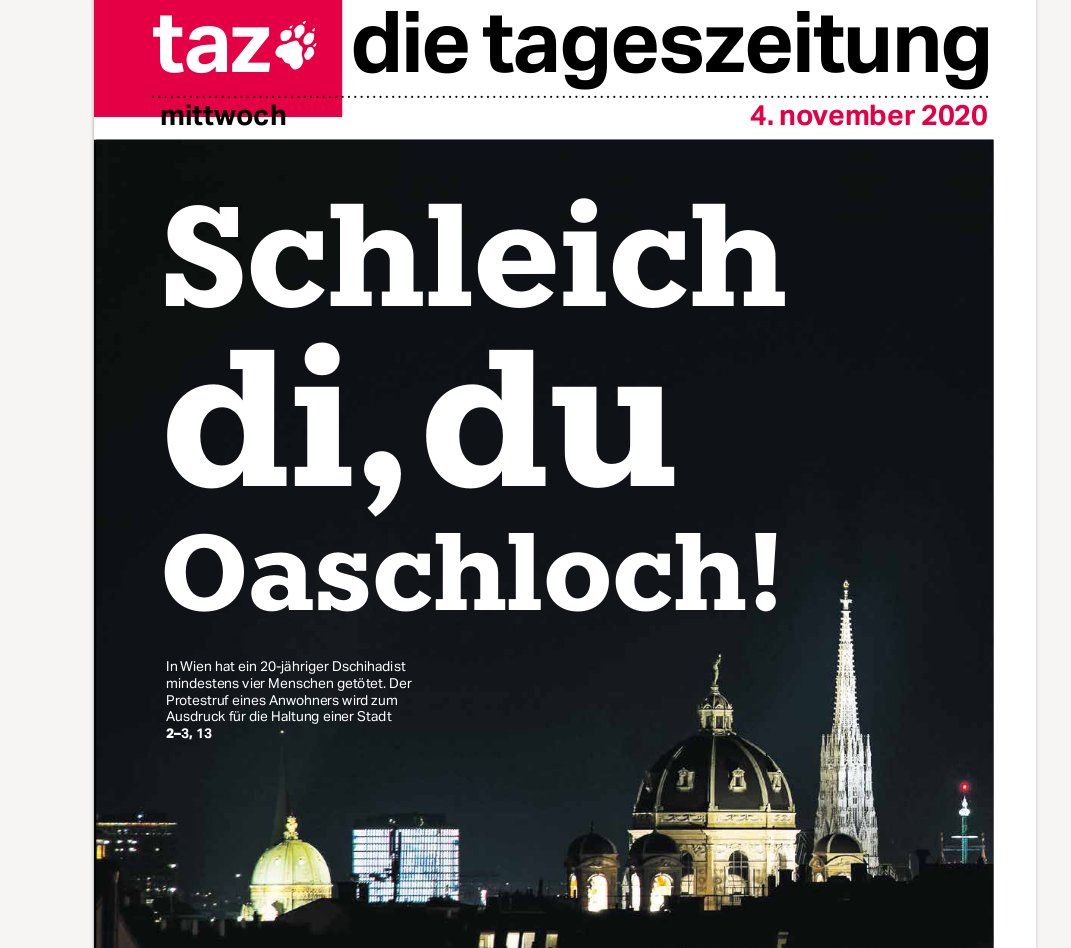 taz die tageszeitung
mittwoch 4. november 2020
Schleich
di, du
Oaschloch!
In Wien hat ein 20-jähriger Dschihadist
mindestens vier Menschen getötet. Der
Protestruf eines Anwohners wird zum
Ausdruck für die Haltung einer Stadt
2–3, 13